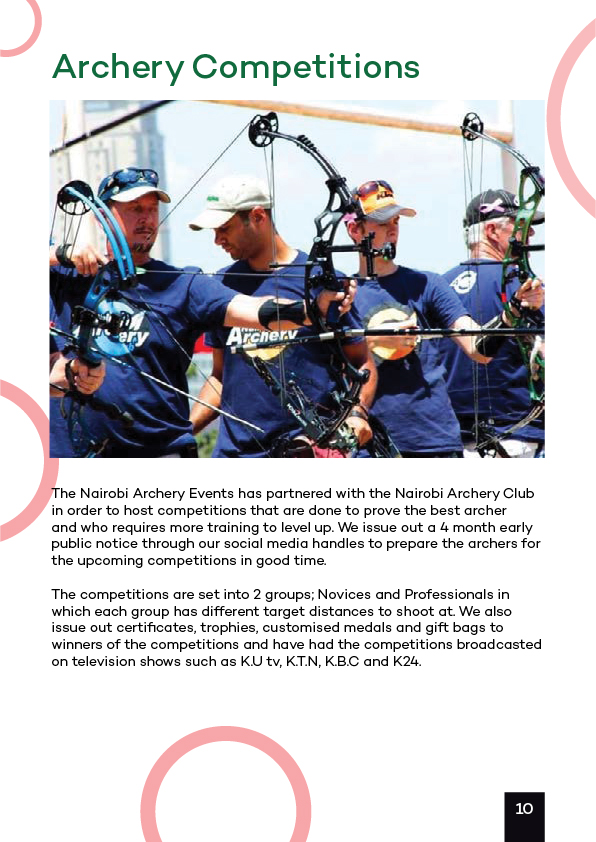 Archery Competitions
Archery
The Nairobi Archery Events has partnered with the Nairobi Archery Club
in order to host competitions that are done to prove the best archer
and who requires more training to level up. We issue out a 4 month early
public notice through our social media handles to prepare the archers for
the upcoming competitions in good time.
The competitions are set into 2 groups; Novices and Professionals in
which each group has different target distances to shoot at. We also
issue out certificates, trophies, customised medals and gift bags to
winners of the competitions and have had the competitions broadcasted
on television shows such as K.U tv, K.T.N, K.B.C and K24.
10